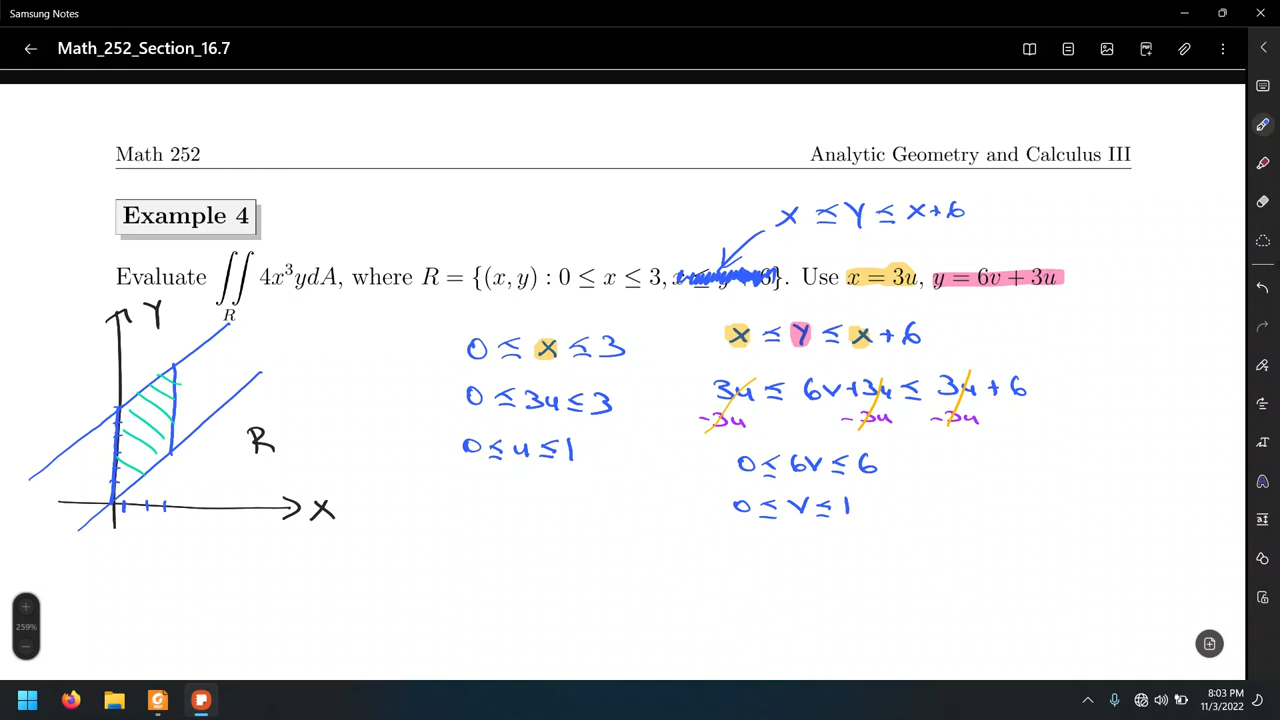 Samsung Notes
Math_252_Section_16.7
Math 252 Analytic Geometry and Calculus III
Example 4
x ≤ y ≤ x+6
Evaluate ∬_R 4x³y dA, where R = {(x, y) : 0 ≤ x ≤ 3, }. Use x = 3u, y = 6v + 3u
Y
0 ≤ x ≤ 3
0 ≤ 3u ≤ 3
0 ≤ u ≤ 1
x ≤ y ≤ x + 6
3u ≤ 6v+3u ≤ 3u + 6
-3u -3u -3u
0 ≤ 6v ≤ 6
0 ≤ v ≤ 1
R
X
259%
8:03 PM
11/3/2022